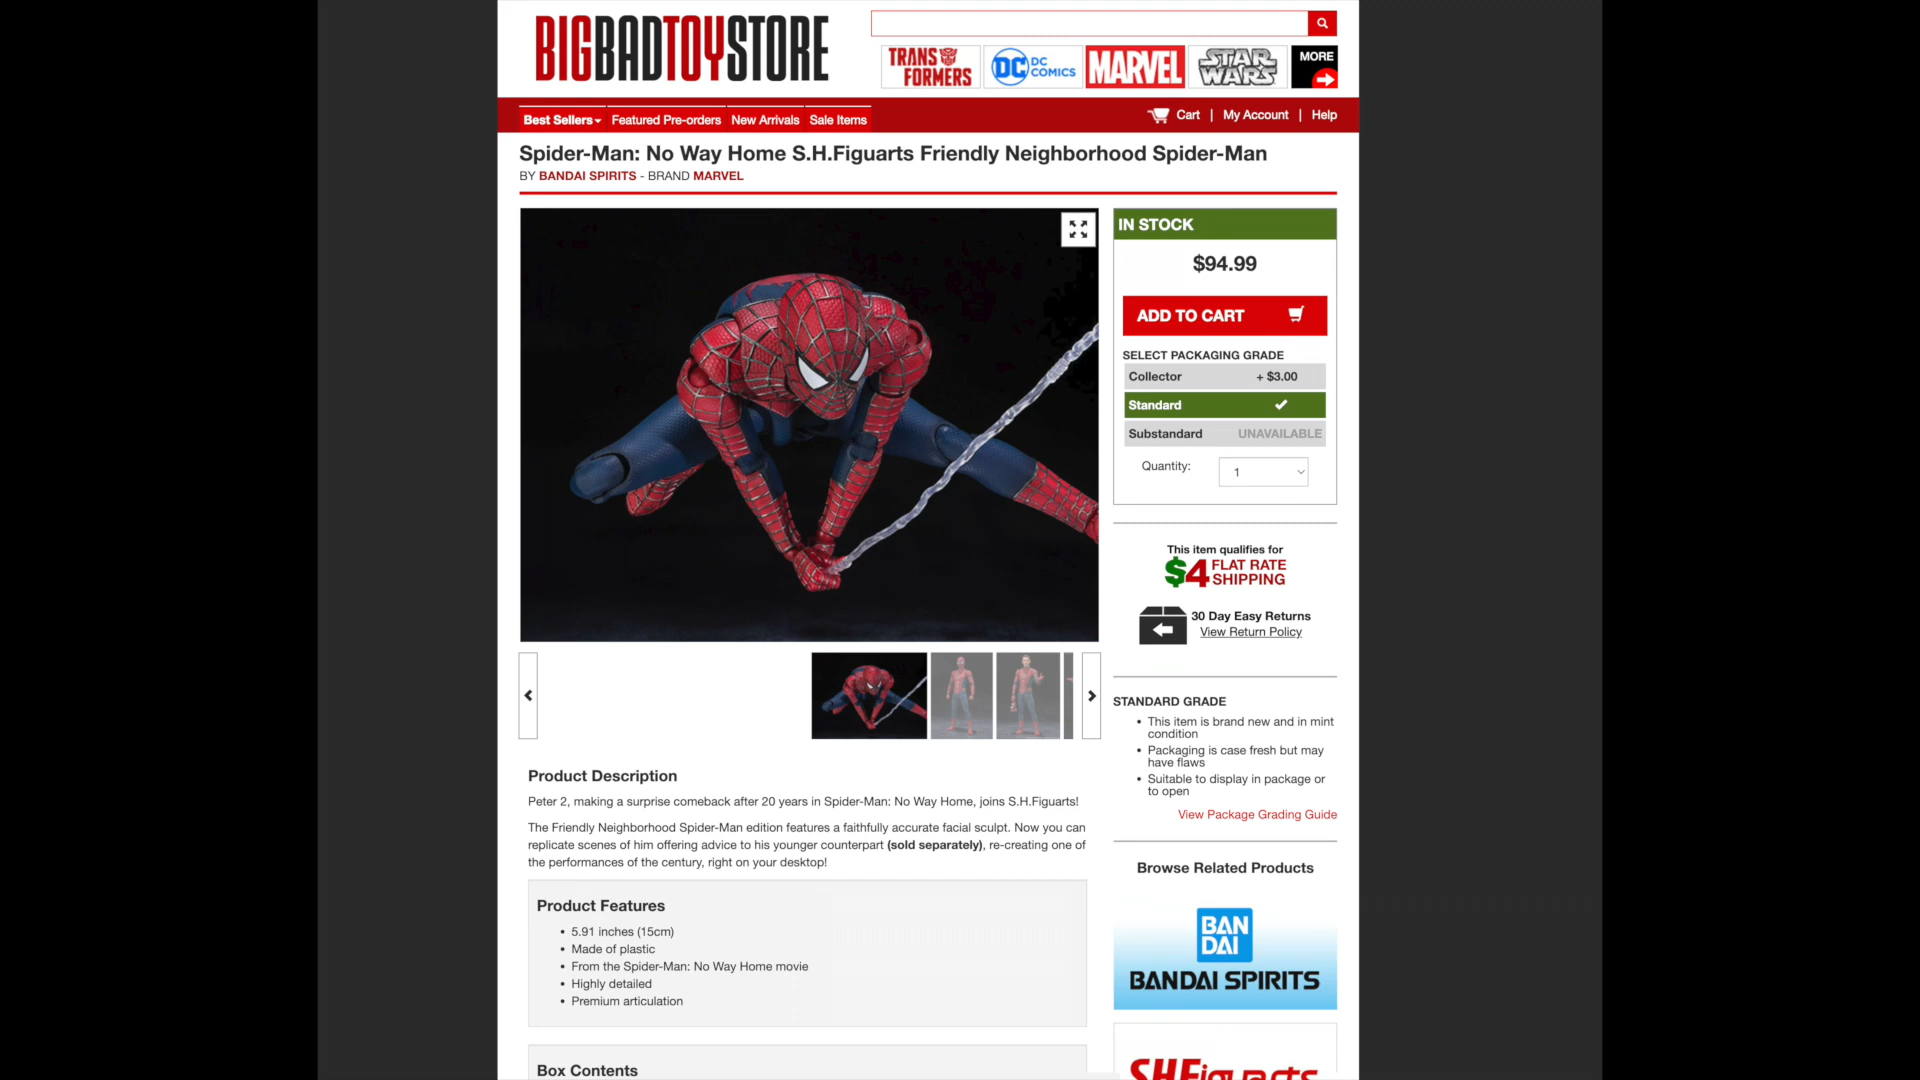 BIGBADTOYSTORE
TRANSFORMERS
DC
DC COMICS
MARVEL
STAR WARS
MORE
Best Sellers
Featured Pre-orders
New Arrivals
Sale Items
Cart | My Account | Help
Spider-Man: No Way Home S.H.Figuarts Friendly Neighborhood Spider-Man
BY BANDAI SPIRITS - BRAND MARVEL
IN STOCK
$94.99
ADD TO CART
SELECT PACKAGING GRADE
Collector + $3.00
Standard
Substandard UNAVAILABLE
Quantity: 1
This item qualifies for
$4 FLAT RATE SHIPPING
30 Day Easy Returns
View Return Policy
STANDARD GRADE
• This item is brand new and in mint
condition
• Packaging is case fresh but may
have flaws
• Suitable to display in package or
to open
View Package Grading Guide
Browse Related Products
BAN
DAI
BANDAI SPIRITS
S.H.Figuarts
Product Description
Peter 2, making a surprise comeback after 20 years in Spider-Man: No Way Home, joins S.H.Figuarts!
The Friendly Neighborhood Spider-Man edition features a faithfully accurate facial sculpt. Now you can
replicate scenes of him offering advice to his younger counterpart (sold separately), re-creating one of
the performances of the century, right on your desktop!
Product Features
• 5.91 inches (15cm)
• Made of plastic
• From the Spider-Man: No Way Home movie
• Highly detailed
• Premium articulation
Box Contents